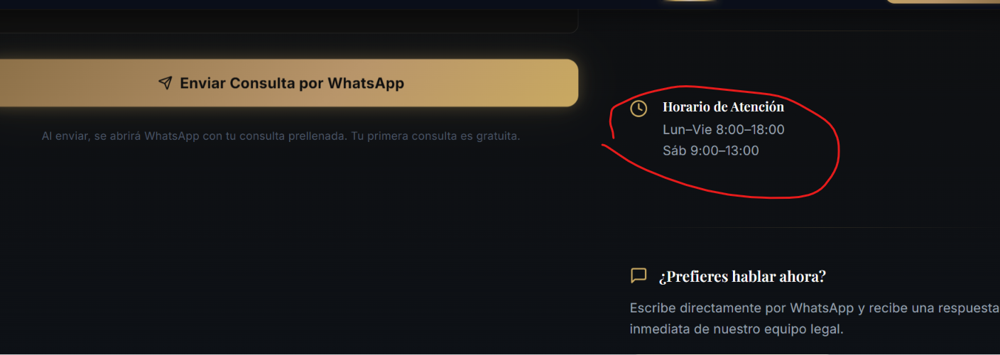 Enviar Consulta por WhatsApp
Al enviar, se abrirá WhatsApp con tu consulta prellenada. Tu primera consulta es gratuita.
Horario de Atención
Lun–Vie 8:00–18:00
Sáb 9:00–13:00
¿Prefieres hablar ahora?
Escribe directamente por WhatsApp y recibe una respuesta
inmediata de nuestro equipo legal.